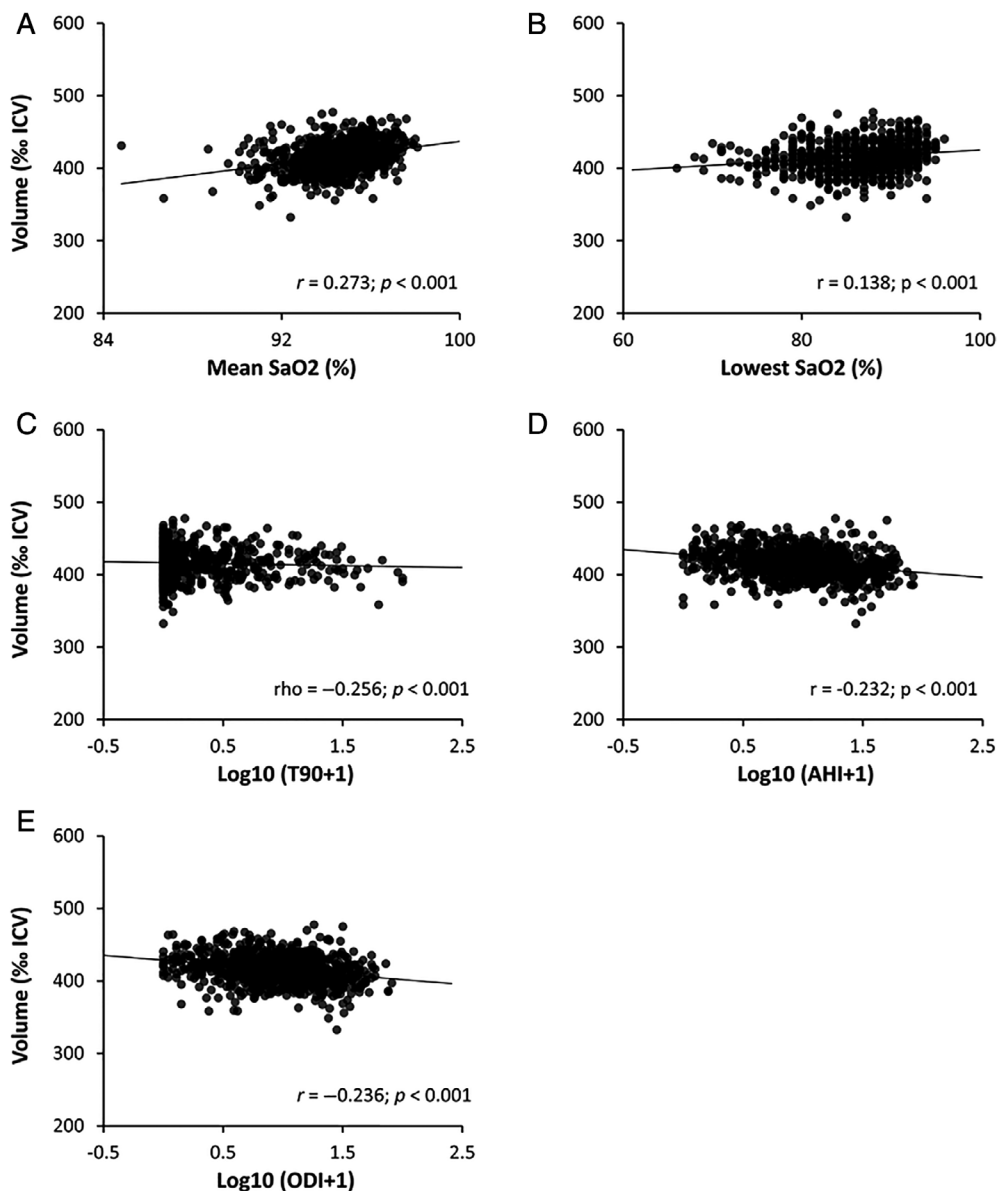 A
600
500
400
300
200
Volume (‰ ICV)
r = 0.273; p < 0.001
84 92 100
Mean SaO2 (%)
B
600
500
400
300
200
r = 0.138; p < 0.001
60 80 100
Lowest SaO2 (%)
C
600
500
400
300
200
Volume (‰ ICV)
rho = −0.256; p < 0.001
-0.5 0.5 1.5 2.5
Log10 (T90+1)
D
600
500
400
300
200
r = -0.232; p < 0.001
-0.5 0.5 1.5 2.5
Log10 (AHI+1)
E
600
500
400
300
200
Volume (‰ ICV)
r = −0.236; p < 0.001
-0.5 0.5 1.5 2.5
Log10 (ODI+1)